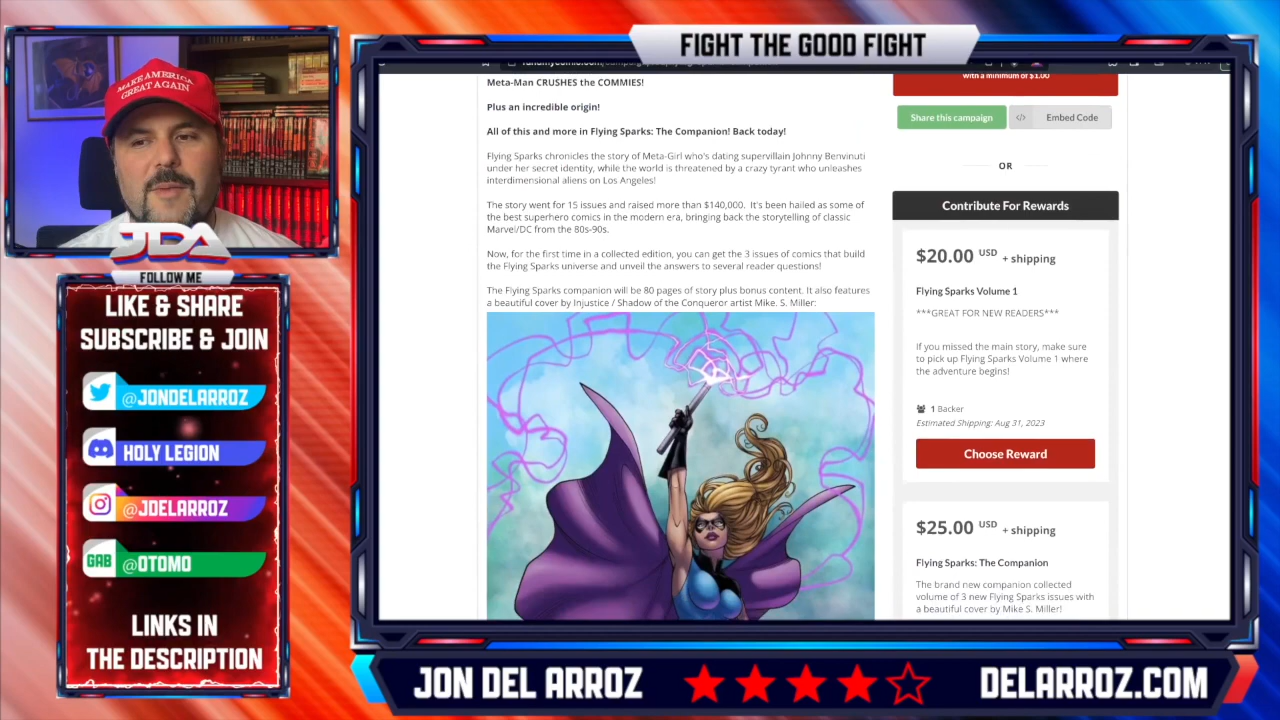 MAKE AMERICA
GREAT AGAIN
JDA
FOLLOW ME
LIKE & SHARE
SUBSCRIBE & JOIN
@JONDELARROZ
HOLY LEGION
@JDELARROZ
GAB @OTOMO
LINKS IN
THE DESCRIPTION
FIGHT THE GOOD FIGHT
Meta-Man CRUSHES the COMMIES!
Plus an incredible origin!
All of this and more in Flying Sparks: The Companion! Back today!
Flying Sparks chronicles the story of Meta-Girl who's dating supervillain Johnny Benvinuti
under her secret identity, while the world is threatened by a crazy tyrant who unleashes
interdimensional aliens on Los Angeles!
The story went for 15 issues and raised more than $140,000. It's been hailed as some of
the best superhero comics in the modern era, bringing back the storytelling of classic
Marvel/DC from the 80s-90s.
Now, for the first time in a collected edition, you can get the 3 issues of comics that build
the Flying Sparks universe and unveil the answers to several reader questions!
The Flying Sparks companion will be 80 pages of story plus bonus content. It also features
a beautiful cover by Injustice / Shadow of the Conqueror artist Mike. S. Miller:
with a minimum of $1.00
Share this campaign
</> Embed Code
OR
Contribute For Rewards
$20.00 USD + shipping
Flying Sparks Volume 1
***GREAT FOR NEW READERS***
If you missed the main story, make sure
to pick up Flying Sparks Volume 1 where
the adventure begins!
1 Backer
Estimated Shipping: Aug 31, 2023
Choose Reward
$25.00 USD + shipping
Flying Sparks: The Companion
The brand new companion collected
volume of 3 new Flying Sparks issues with
a beautiful cover by Mike S. Miller!
JON DEL ARROZ
DELARROZ.COM